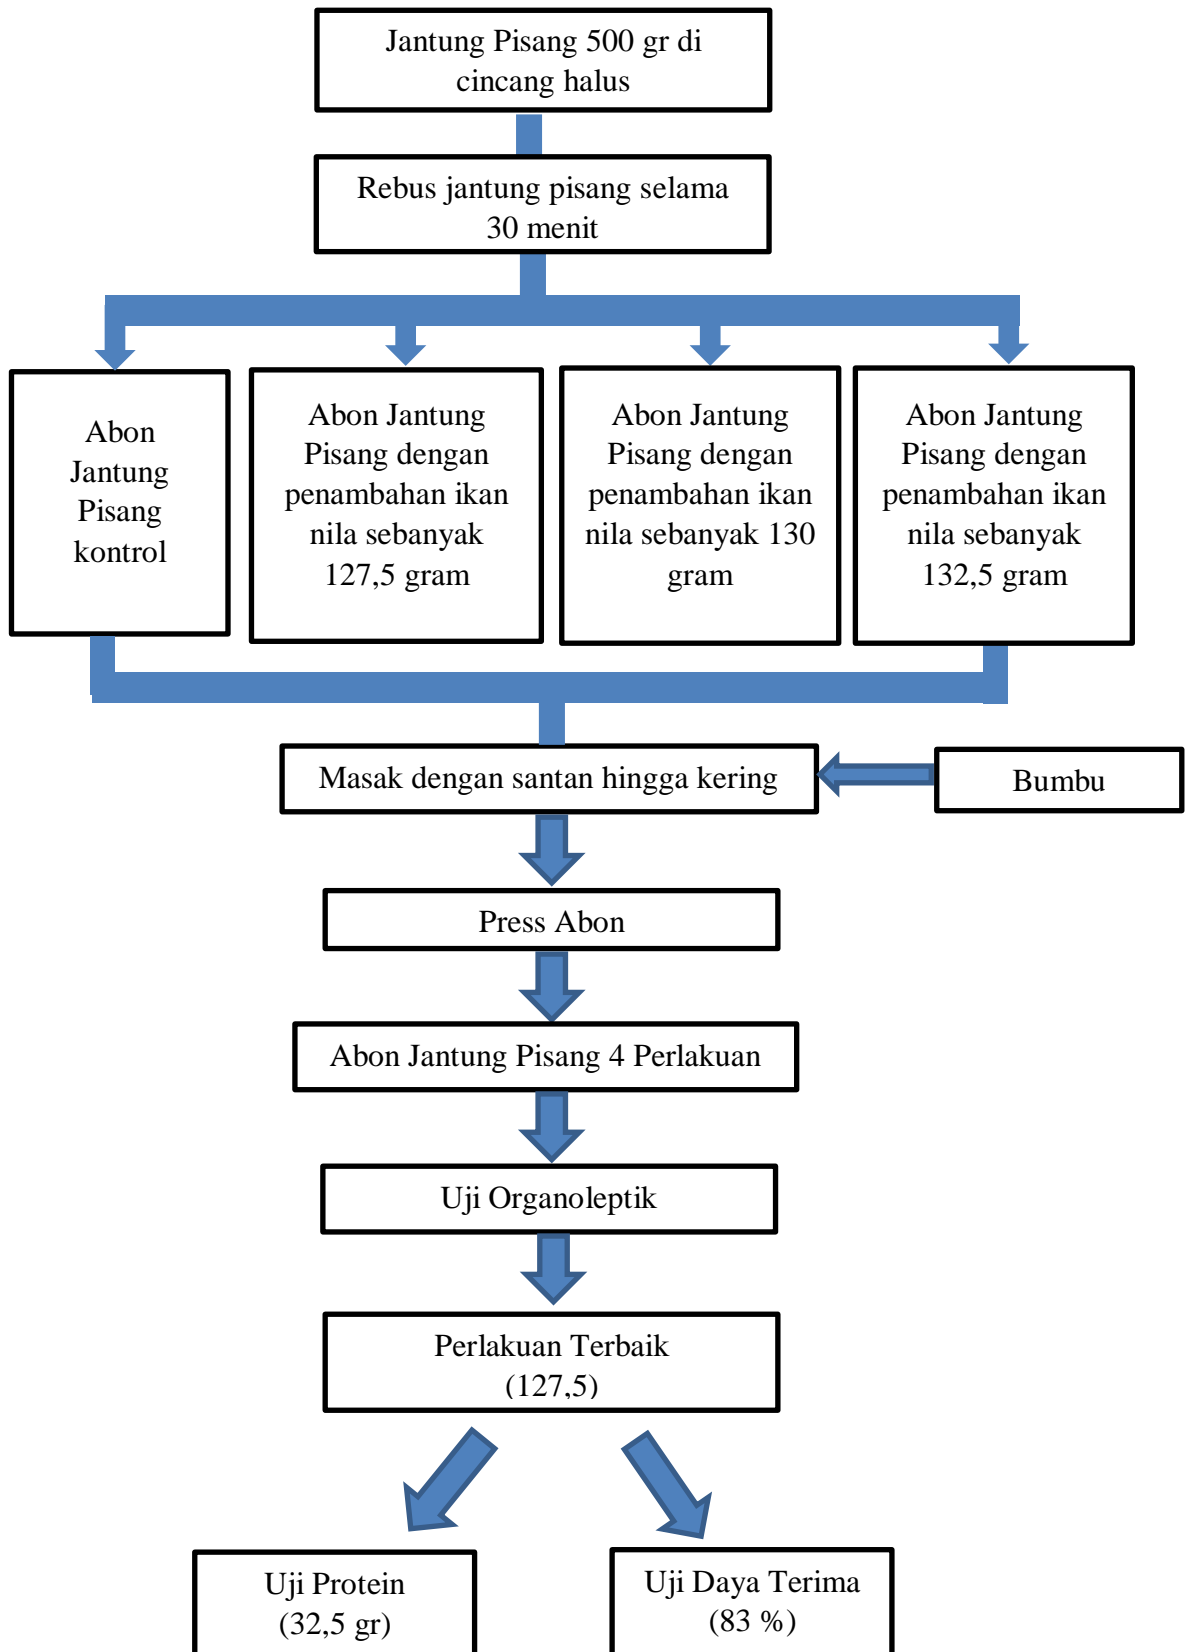 Jantung Pisang 500 gr di
cincang halus
Rebus jantung pisang selama
30 menit
Abon
Jantung
Pisang
kontrol
Abon Jantung
Pisang dengan
penambahan ikan
nila sebanyak
127,5 gram
Abon Jantung
Pisang dengan
penambahan ikan
nila sebanyak 130
gram
Abon Jantung
Pisang dengan
penambahan ikan
nila sebanyak
132,5 gram
Masak dengan santan hingga kering
Bumbu
Press Abon
Abon Jantung Pisang 4 Perlakuan
Uji Organoleptik
Perlakuan Terbaik
(127,5)
Uji Protein
(32,5 gr)
Uji Daya Terima
(83 %)